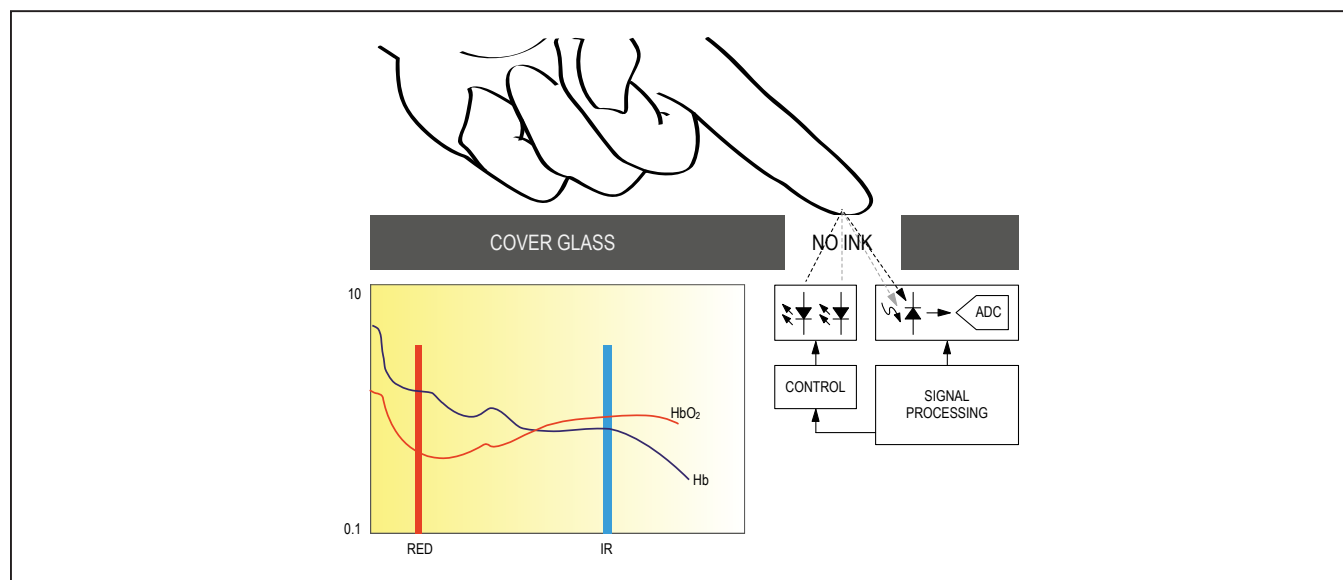 COVER GLASS
NO INK
10
ADC
CONTROL
SIGNAL
PROCESSING
HbO₂
Hb
0.1
RED
IR